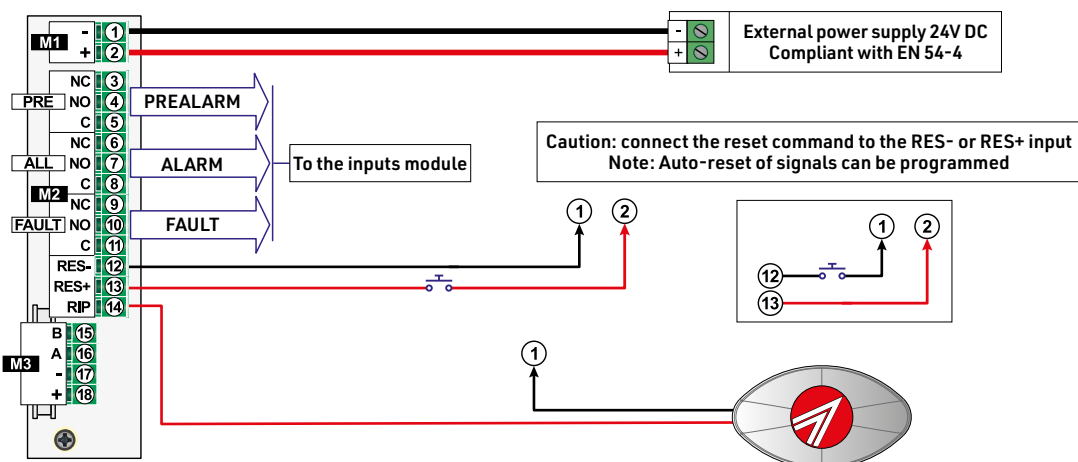 M1
- 1
+ 2
- 
+
External power supply 24V DC
Compliant with EN 54-4
NC 3
PRE NO 4
C 5
PREALARM
NC 6
ALL NO 7
C 8
ALARM
M2
NC 9
FAULT NO 10
C 11
FAULT
To the inputs module
Caution: connect the reset command to the RES- or RES+ input
Note: Auto-reset of signals can be programmed
RES- 12
RES+ 13
RIP 14
1 2
1 2
12
13
M3
B 15
A 16
- 17
+ 18
1